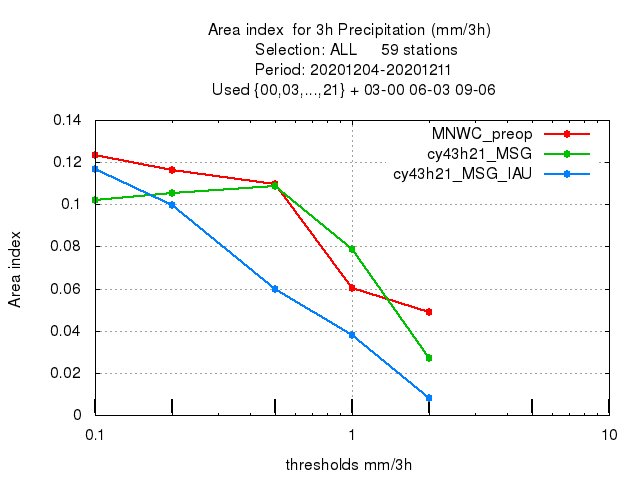 Area index  for 3h Precipitation (mm/3h)
Selection: ALL     59 stations
Period: 20201204-20201211
Used {00,03,...,21} + 03-00 06-03 09-06
MNWC_preop
cy43h21_MSG
cy43h21_MSG_IAU
0.14
0.12
0.1
0.08
0.06
0.04
0.02
0
Area index
0.1 1 10
thresholds mm/3h